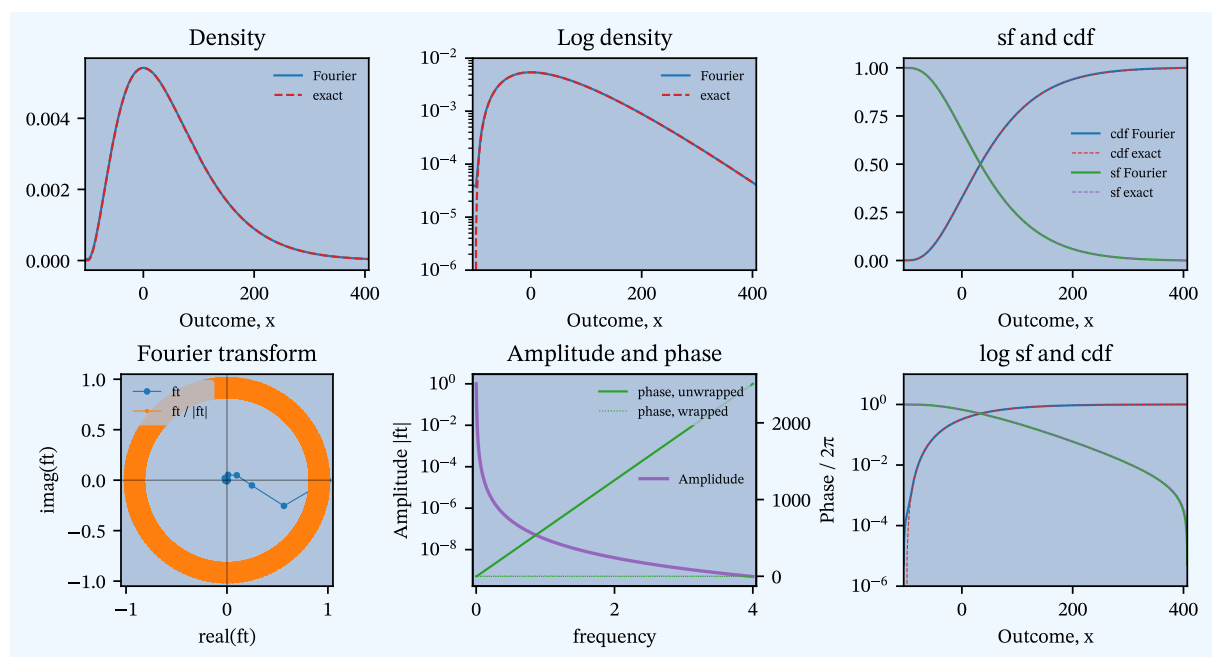 Density
Fourier
exact
0.004
0.002
0.000
0
200
400
Outcome, x
Log density
Fourier
exact
10⁻²
10⁻³
10⁻⁴
10⁻⁵
10⁻⁶
0
200
400
Outcome, x
sf and cdf
1.00
0.75
0.50
0.25
0.00
cdf Fourier
cdf exact
sf Fourier
sf exact
0
200
400
Outcome, x
Fourier transform
imag(ft)
1.0
0.5
0.0
−0.5
−1.0
ft
ft / |ft|
−1
0
1
real(ft)
Amplitude and phase
Amplitude |ft|
10⁰
10⁻²
10⁻⁴
10⁻⁶
10⁻⁸
phase, unwrapped
phase, wrapped
Amplidude
2000
1000
0
Phase / 2π
0
2
4
frequency
log sf and cdf
10⁰
10⁻²
10⁻⁴
10⁻⁶
0
200
400
Outcome, x